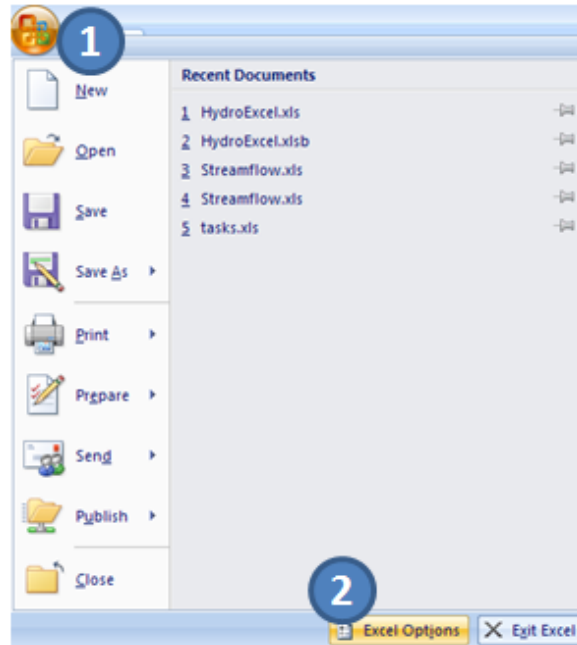 1
Recent Documents
New
1 HydroExcel.xls
2 HydroExcel.xlsb
Open
3 Streamflow.xls
4 Streamflow.xls
Save
5 tasks.xls
Save As
Print
Prepare
Send
Publish
Close
2
Excel Options
Exit Excel